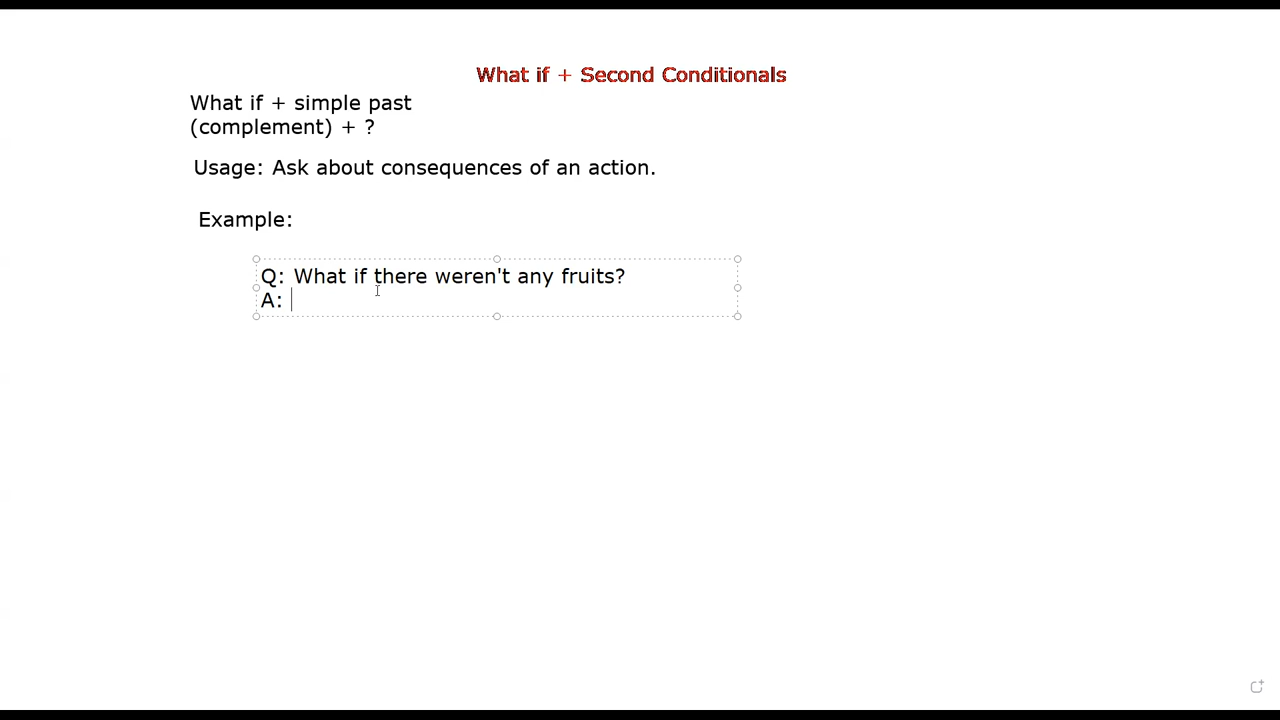 What if + Second Conditionals
What if + simple past
(complement) + ?
Usage: Ask about consequences of an action.
Example:
Q: What if there weren't any fruits?
A: